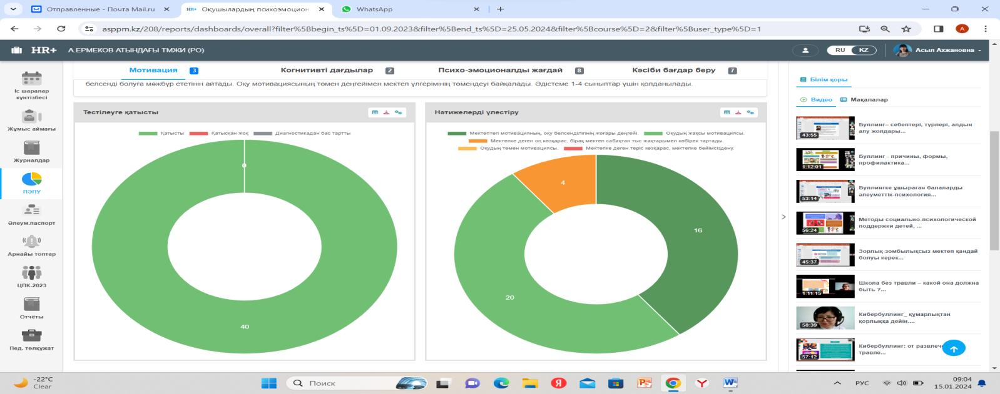 Отправленные - Почта Mail.ru
Оқушылардың психоэмоцион
WhatsApp
asppm.kz/208/reports/dashboards/overall?filter%5Bbegin_ts%5D=01.09.2023&filter%5Bend_ts%5D=25.05.2024&filter%5Bcourse%5D=2&filter%5Buser_type%5D=1
А
HR+
А.ЕРМЕКОВ АТЫНДАҒЫ ТМЖИ (РО)
RU KZ
Асыл Ахжановна
Іс шаралар
күнтізбесі
Жұмыс аймағы
Журналдар
ПЭПУ
Әлеум.паспорт
Арнайы топтар
ЦПК-2023
Отчёты
Пед. төлқұжат
Мотивация 3
Когнитивті дағдылар 2
Психо-эмоционалды жағдай 8
Кәсіби бағдар беру 7
белсенді болуға мәжбүр ететінін айтады. Оқу мотивациясының төмен деңгейімен мектеп үлгерімінің төмендеуі байқалады. Әдістеме 1-4 сыныптар үшін қолданылады.
Тестілеуге қатысты
Қатысты
Қатысқан жоқ
Диагностикадан бас тартты
0
40
Нәтижелерді үлестіру
Мектептегі мотивацияның, оқу белсенділігінің жоғары деңгейі.
Оқудың жақсы мотивациясы.
Мектепке деген оң көзқарас, бірақ мектеп сабақтан тыс жақтарымен көбірек тартады.
Оқудың төмен мотивациясы.
Мектепке деген теріс көзқарас, мектепке бейімсіздену.
4
16
20
Білім қоры
Видео
Мақалалар
43:55
Буллинг– себептері, түрлері, алдын
алу жолдары...
1:12:01
Буллинг - причины, формы,
профилактика...
53:14
Буллингке ұшыраған балаларды
әлеуметтік-психология...
56:24
Методы социально-психологической
поддержки детей, ...
45:37
Зорлық-зомбылықсыз мектеп қандай
болуы керек...
1:11:15
Школа без травли – какой она должна
быть ?...
58:39
Кибербуллинг_ құмарлықтан
қорлыққа дейін....
57:12
Кибербуллинг: от развлеч
травле...
-22°C
Clear
Поиск
РУС
09:04
15.01.2024